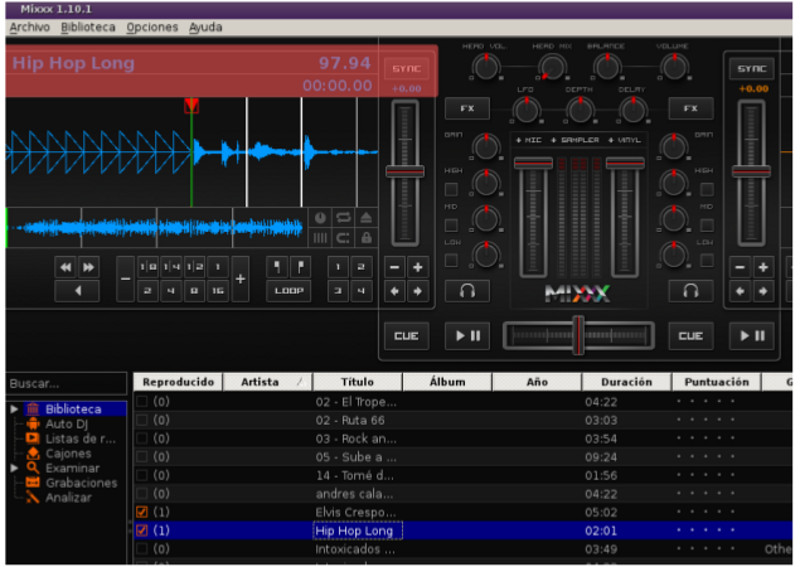 Mixxx 1.10.1
Archivo Biblioteca Opciones Ayuda
Hip Hop Long 97.94
00:00.00
SYNC
+0.00
HEAD VOL HEAD MIX BALANCE VOLUME
LFO DEPTH DELAY
FX FX
SYNC
+0.00
+ MIC + SAMPLER + VINYL
GAIN GAIN
HIGH HIGH
MID MID
LOW LOW
1|8 1|4 1|2 1
2 4 8 16
LOOP
1 2
3 4
MIXXX
CUE CUE
Buscar...
Biblioteca
Auto DJ
Listas de r...
Cajones
Examinar
Grabaciones
Analizar
Reproducido Artista Título Álbum Año Duración Puntuación G
(0) 02 - El Trope... 04:22
(0) 02 - Ruta 66 03:03
(0) 03 - Rock an... 03:54
(0) 05 - Sube a ... 09:24
(0) 14 - Tomé d... 01:56
(0) andres cala... 04:22
(1) Elvis Crespo... 05:02
(1) Hip Hop Long 02:01
(0) Intoxicados ... 03:49 Othe